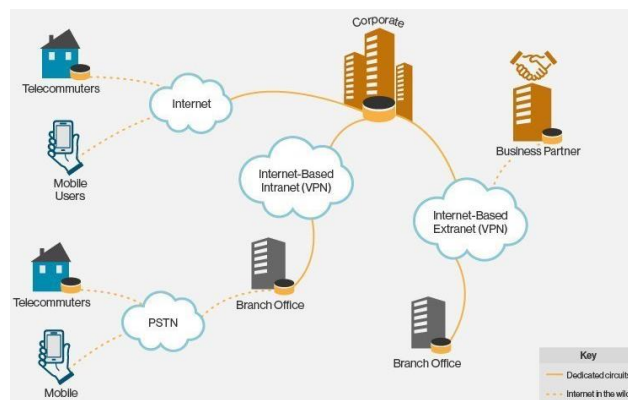 Corporate
Telecommuters
Internet
Mobile
Users
Business Partner
Internet-Based
Intranet (VPN)
Internet-Based
Extranet (VPN)
Telecommuters
Branch Office
PSTN
Mobile
Branch Office
Key
Dedicated circuits
Internet in the wild